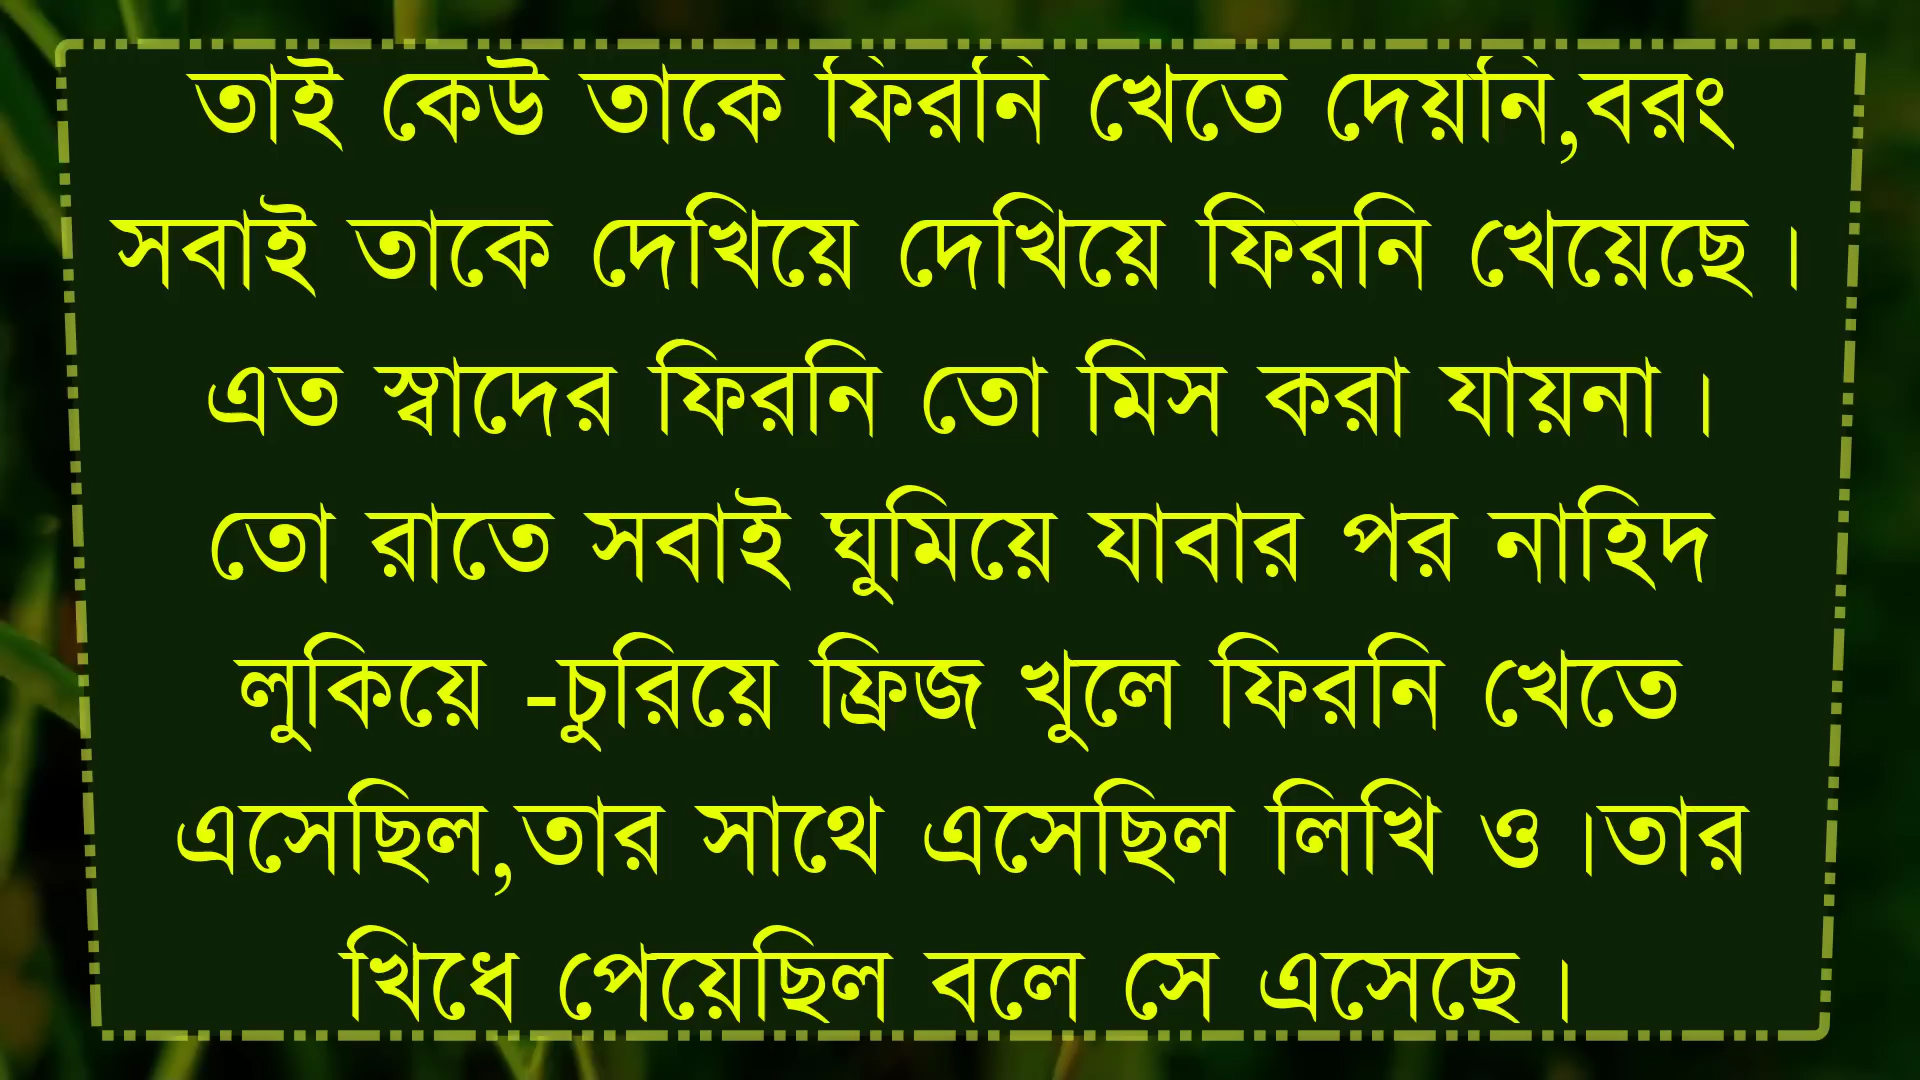 তাই কেউ তাকে ফিরনি খেতে দেয়নি,বরং
সবাই তাকে দেখিয়ে দেখিয়ে ফিরনি খেয়েছে।
এত স্বাদের ফিরনি তো মিস করা যায়না।
তো রাতে সবাই ঘুমিয়ে যাবার পর নাহিদ
লুকিয়ে -চুরিয়ে ফ্রিজ খুলে ফিরনি খেতে
এসেছিল,তার সাথে এসেছিল লিখি ও।তার
খিধে পেয়েছিল বলে সে এসেছে।